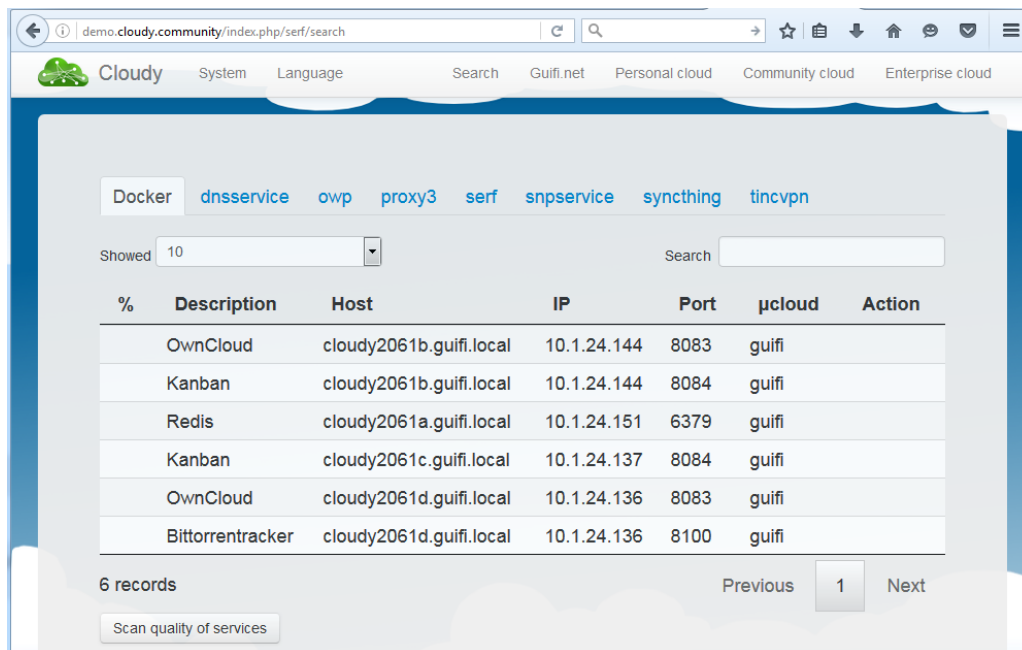 demo.cloudy.community/index.php/serf/search
Cloudy System Language Search Guifi.net Personal cloud Community cloud Enterprise cloud
Docker dnsservice owp proxy3 serf snpservice syncthing tincvpn
Showed 10 Search
% Description Host IP Port µcloud Action
OwnCloud cloudy2061b.guifi.local 10.1.24.144 8083 guifi
Kanban cloudy2061b.guifi.local 10.1.24.144 8084 guifi
Redis cloudy2061a.guifi.local 10.1.24.151 6379 guifi
Kanban cloudy2061c.guifi.local 10.1.24.137 8084 guifi
OwnCloud cloudy2061d.guifi.local 10.1.24.136 8083 guifi
Bittorrentracker cloudy2061d.guifi.local 10.1.24.136 8100 guifi
6 records Previous 1 Next
Scan quality of services